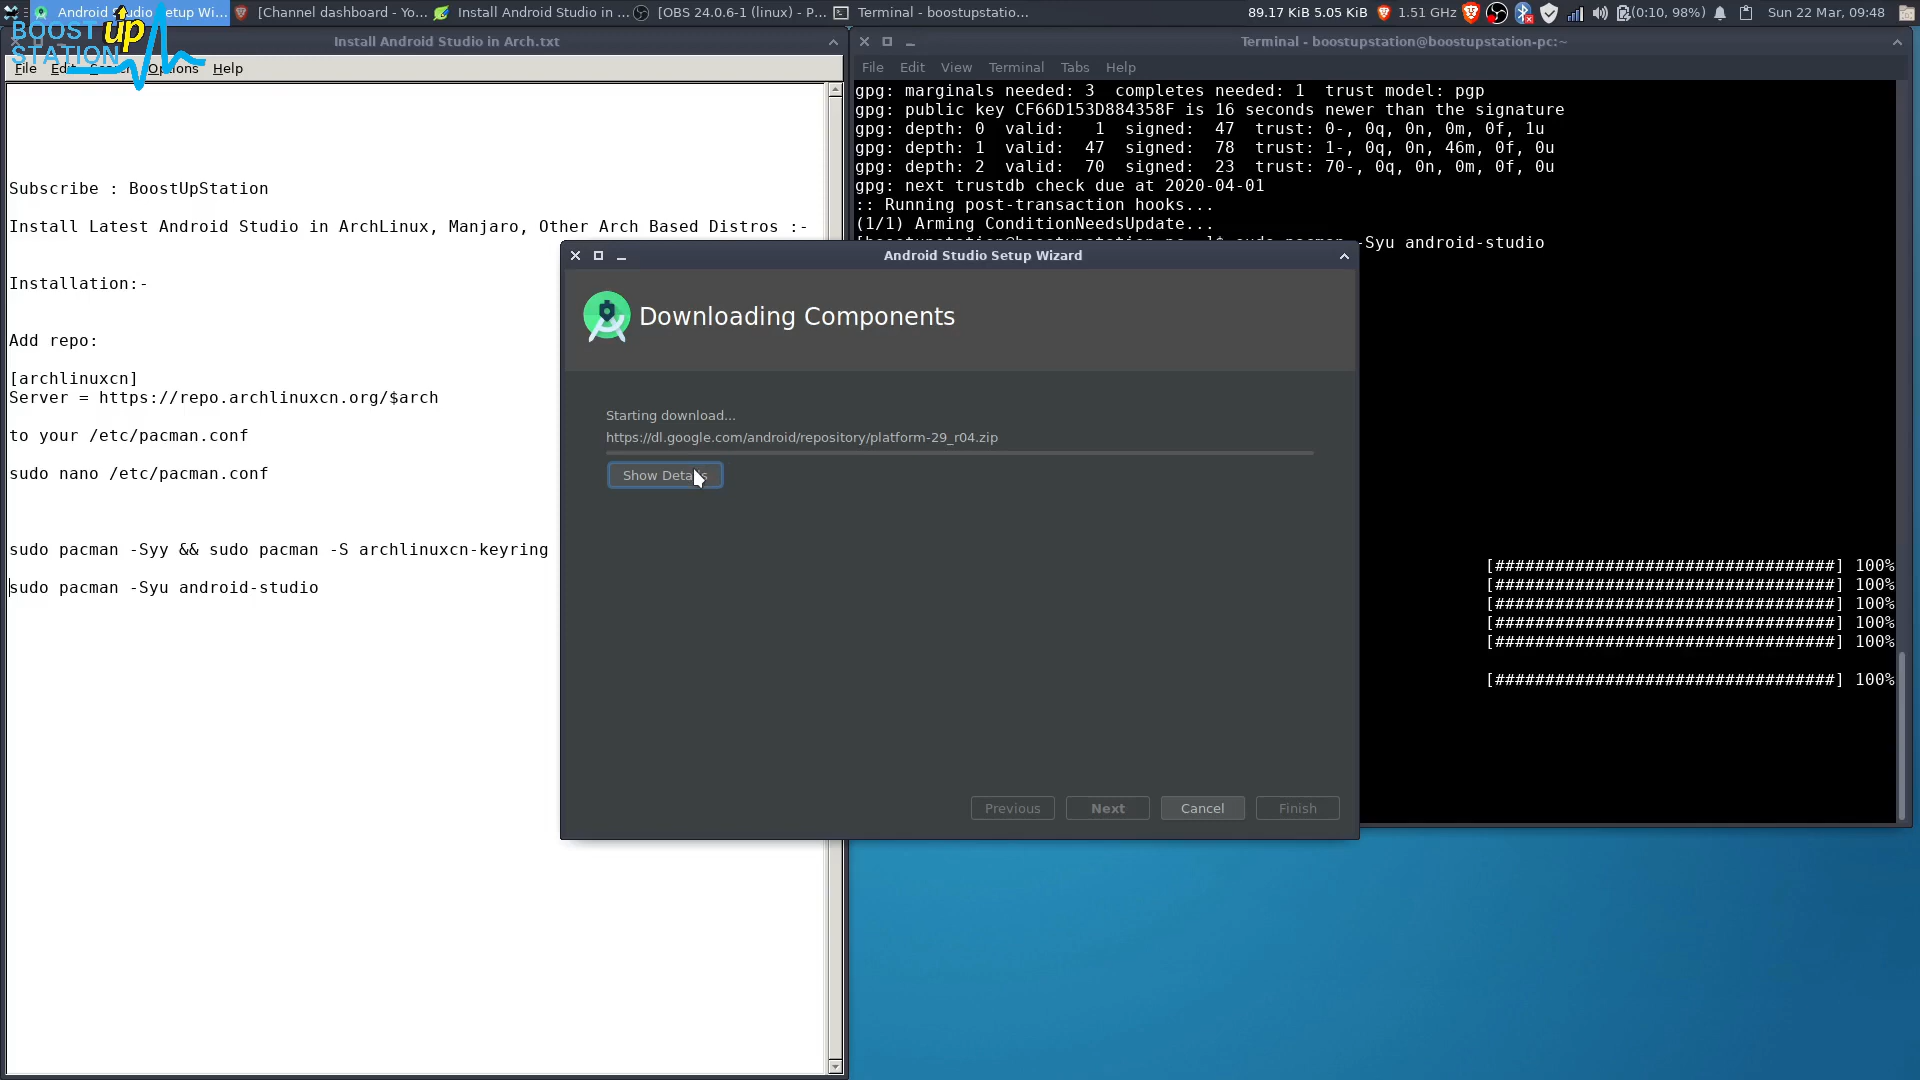 Android Studio Setup Wi...
[Channel dashboard - Yo...
Install Android Studio in ...
[OBS 24.0.6-1 (linux) - P...
Terminal - boostupstatio...
89.17 KiB 5.05 KiB
1.51 GHz
(0:10, 98%)
Sun 22 Mar, 09:48
BOOST up
STATION
Install Android Studio in Arch.txt
File Edit Search Options Help
Subscribe : BoostUpStation
Install Latest Android Studio in ArchLinux, Manjaro, Other Arch Based Distros :-
Installation:-
Add repo:
[archlinuxcn]
Server = https://repo.archlinuxcn.org/$arch
to your /etc/pacman.conf
sudo nano /etc/pacman.conf
sudo pacman -Syy && sudo pacman -S archlinuxcn-keyring
sudo pacman -Syu android-studio
Terminal - boostupstation@boostupstation-pc:~
File Edit View Terminal Tabs Help
gpg: marginals needed: 3  completes needed: 1  trust model: pgp
gpg: public key CF66D153D884358F is 16 seconds newer than the signature
gpg: depth: 0  valid:   1  signed:  47  trust: 0-, 0q, 0n, 0m, 0f, 1u
gpg: depth: 1  valid:  47  signed:  78  trust: 1-, 0q, 0n, 46m, 0f, 0u
gpg: depth: 2  valid:  70  signed:  23  trust: 70-, 0q, 0n, 0m, 0f, 0u
gpg: next trustdb check due at 2020-04-01
:: Running post-transaction hooks...
(1/1) Arming ConditionNeedsUpdate...
[boostupstation@boostupstation-pc ~]$ sudo pacman -Syu android-studio
[##################################] 100%
[##################################] 100%
[##################################] 100%
[##################################] 100%
[##################################] 100%
[##################################] 100%
Android Studio Setup Wizard
Downloading Components
Starting download...
https://dl.google.com/android/repository/platform-29_r04.zip
Show Details
Previous
Next
Cancel
Finish